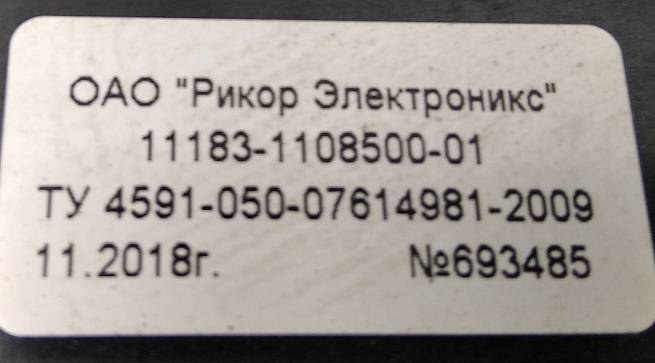 ОАО "Рикор Электроникс"
11183-1108500-01
ТУ 4591-050-07614981-2009
11.2018г. №693485